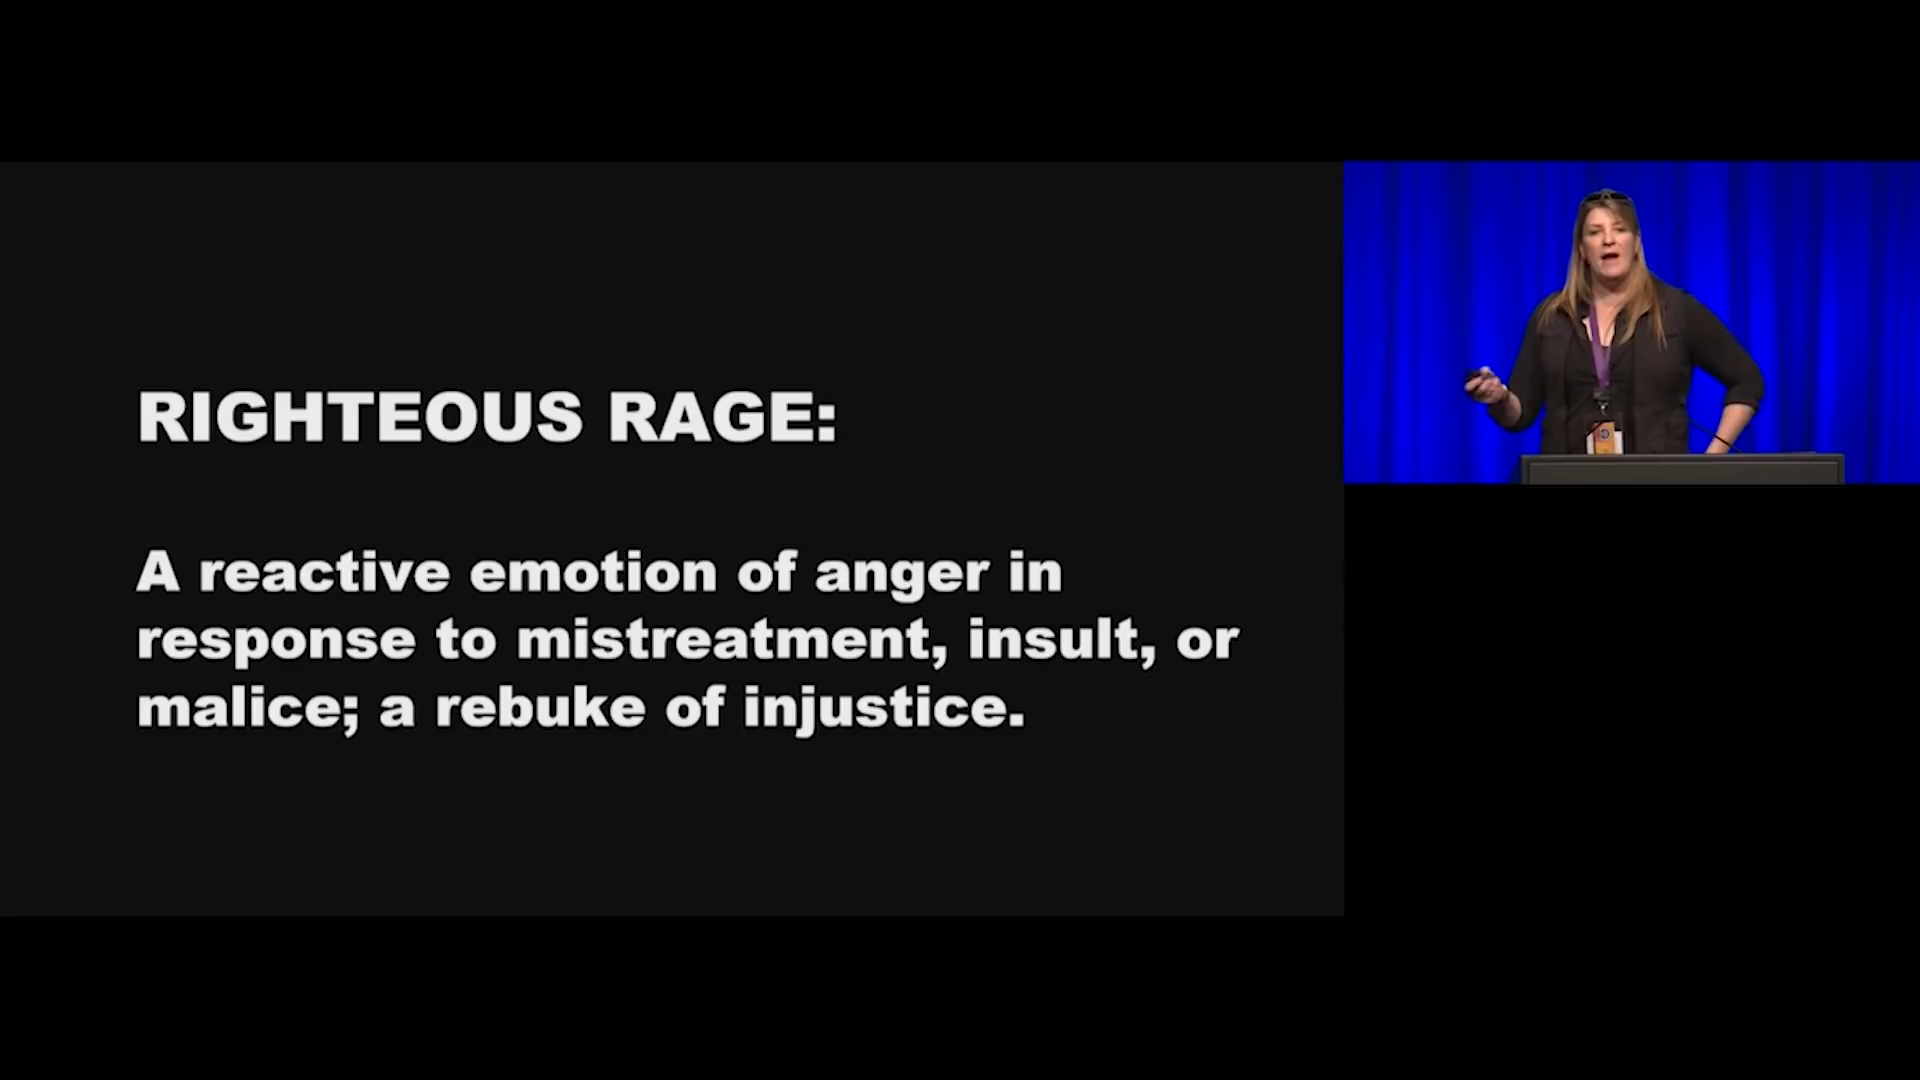 RIGHTEOUS RAGE:
A reactive emotion of anger in
response to mistreatment, insult, or
malice; a rebuke of injustice.